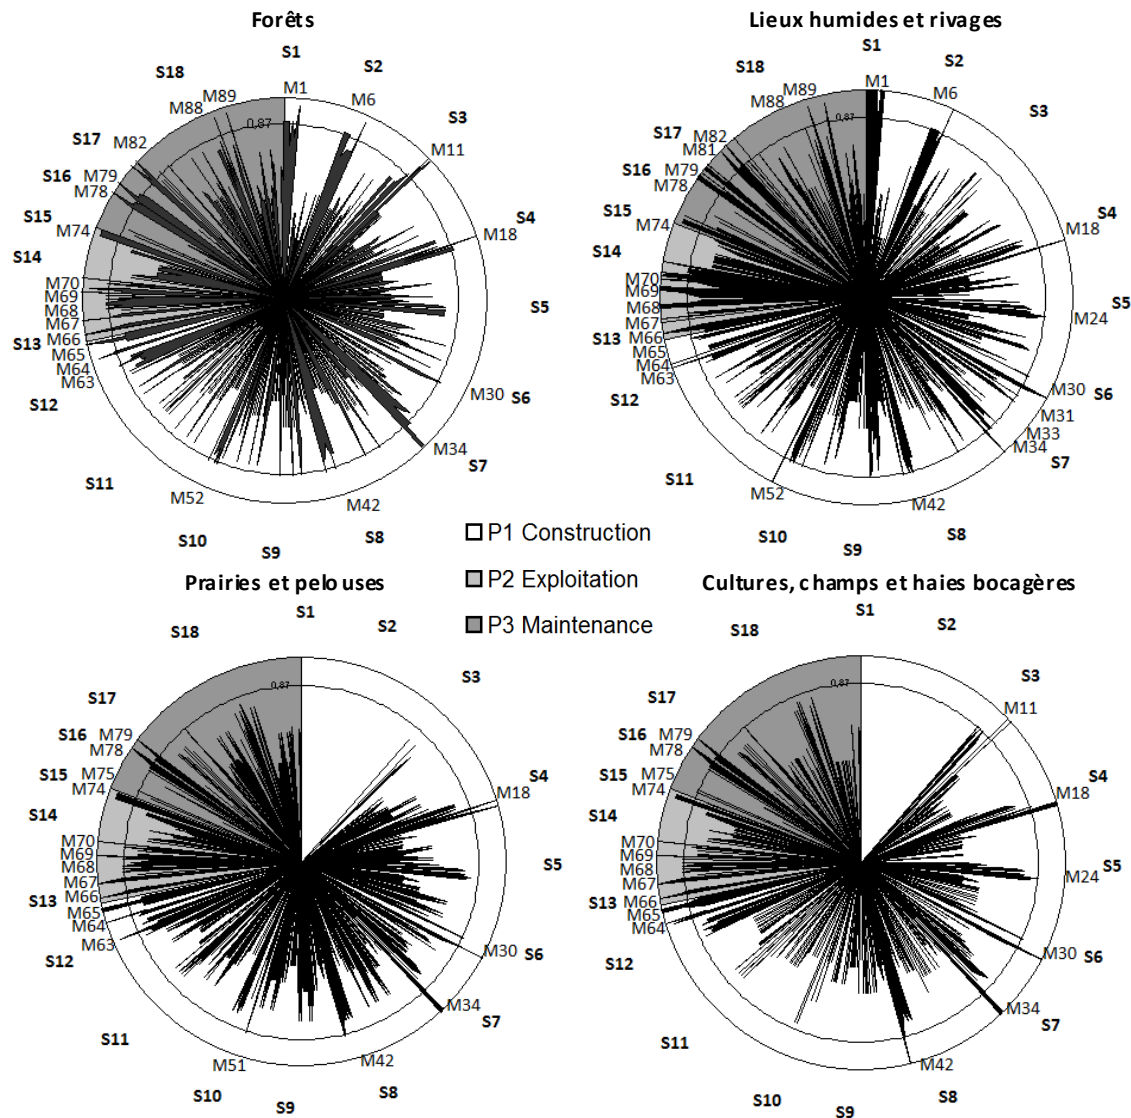 Forêts
S1
S2
S3
S4
S5
S6
S7
S8
S9
S10
S11
S12
S13
S14
S15
S16
S17
S18
M1
M6
M11
M18
M30
M34
M42
M52
M63
M64
M65
M66
M67
M68
M69
M70
M74
M78
M79
M82
M88
M89
0,87
Lieux humides et rivages
S1
S2
S3
S4
S5
S6
S7
S8
S9
S10
S11
S12
S13
S14
S15
S16
S17
S18
M1
M6
M18
M24
M30
M31
M33
M34
M42
M52
M63
M64
M65
M66
M67
M68
M69
M70
M74
M78
M79
M81
M82
M88
M89
0,87
P1 Construction
P2 Exploitation
P3 Maintenance
Prairies et pelouses
S1
S2
S3
S4
S5
S6
S7
S8
S9
S10
S11
S12
S13
S14
S15
S16
S17
S18
M18
M30
M34
M42
M51
M63
M64
M65
M66
M67
M68
M69
M70
M74
M75
M78
M79
0,87
Cultures, champs et haies bocagères
S1
S2
S3
S4
S5
S6
S7
S8
S9
S10
S11
S12
S13
S14
S15
S16
S17
S18
M11
M18
M24
M30
M34
M42
M64
M65
M66
M67
M68
M69
M70
M74
M75
M78
M79
0,87